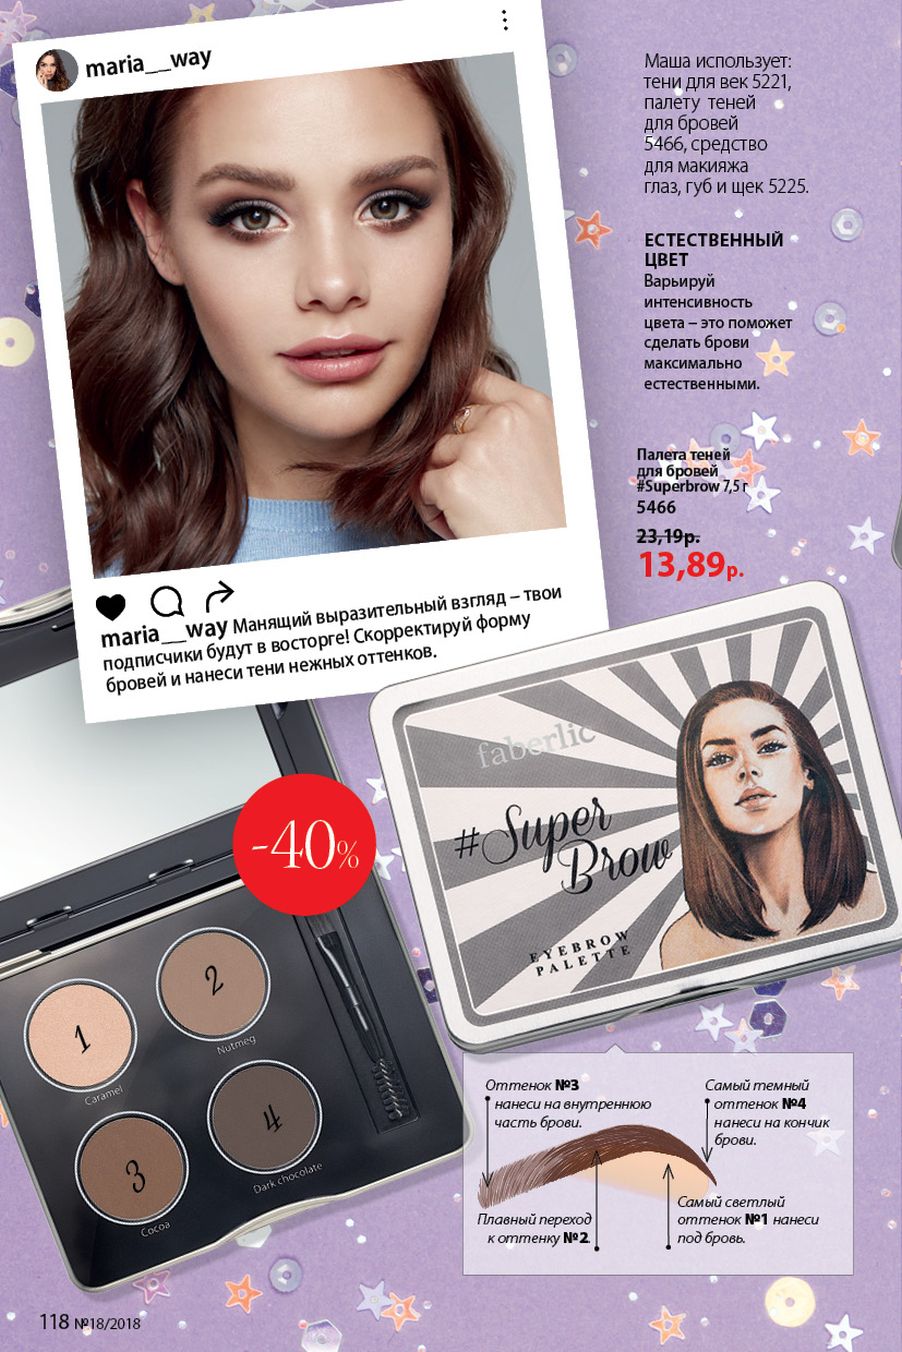 maria__way
Маша использует:
тени для век 5221,
палету теней
для бровей
5466, средство
для макияжа
глаз, губ и щек 5225.
ЕСТЕСТВЕННЫЙ
ЦВЕТ
Варьируй
интенсивность
цвета – это поможет
сделать брови
максимально
естественными.
Палета теней
для бровей
#Superbrow 7,5 г
5466
23,19р.
13,89р.
maria__way Манящий выразительный взгляд – твои
подписчики будут в восторге! Скорректируй форму
бровей и нанеси тени нежных оттенков.
faberlic
#Super
Brow
EYEBROW
PALETTE
-40%
1
Caramel
2
Nutmeg
3
Cocoa
4
Dark chocolate
Оттенок №3
нанеси на внутреннюю
часть брови.
Самый темный
оттенок №4
нанеси на кончик
брови.
Плавный переход
к оттенку №2.
Самый светлый
оттенок №1 нанеси
под бровь.
118 №18/2018